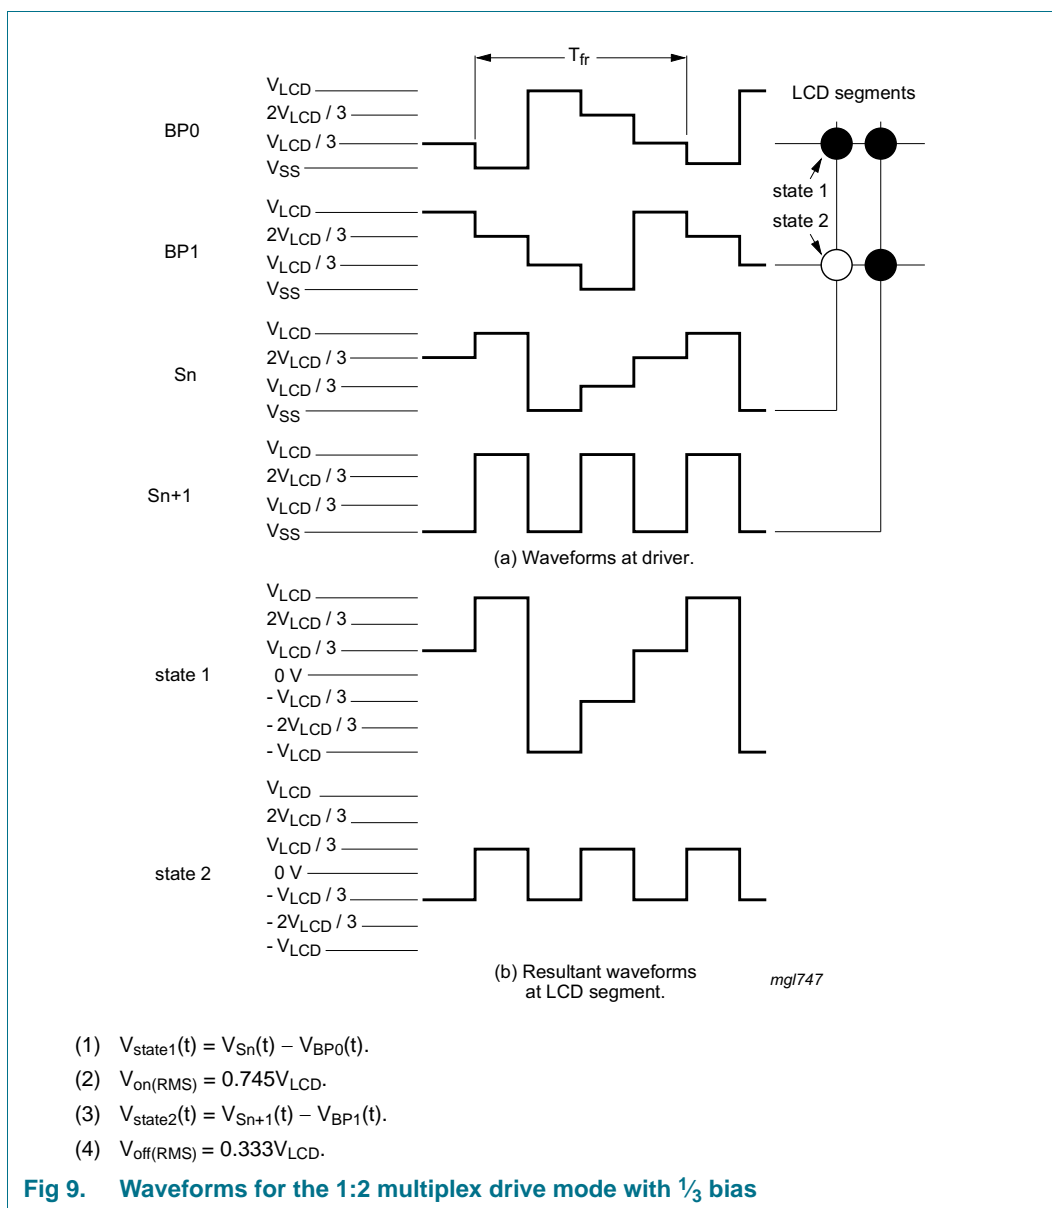 T_fr
V_LCD
2V_LCD / 3
BP0
V_LCD / 3
V_SS
LCD segments
state 1
V_LCD
2V_LCD / 3
BP1
V_LCD / 3
V_SS
state 2
V_LCD
2V_LCD / 3
Sn
V_LCD / 3
V_SS
V_LCD
2V_LCD / 3
Sn+1
V_LCD / 3
V_SS
(a) Waveforms at driver.
V_LCD
2V_LCD / 3
V_LCD / 3
state 1
0 V
- V_LCD / 3
- 2V_LCD / 3
- V_LCD
V_LCD
2V_LCD / 3
V_LCD / 3
state 2
0 V
- V_LCD / 3
- 2V_LCD / 3
- V_LCD
(b) Resultant waveforms
at LCD segment.
mgl747
(1) V_state1(t) = V_Sn(t) − V_BP0(t).
(2) V_on(RMS) = 0.745V_LCD.
(3) V_state2(t) = V_Sn+1(t) − V_BP1(t).
(4) V_off(RMS) = 0.333V_LCD.
Fig 9. Waveforms for the 1:2 multiplex drive mode with 1⁄3 bias